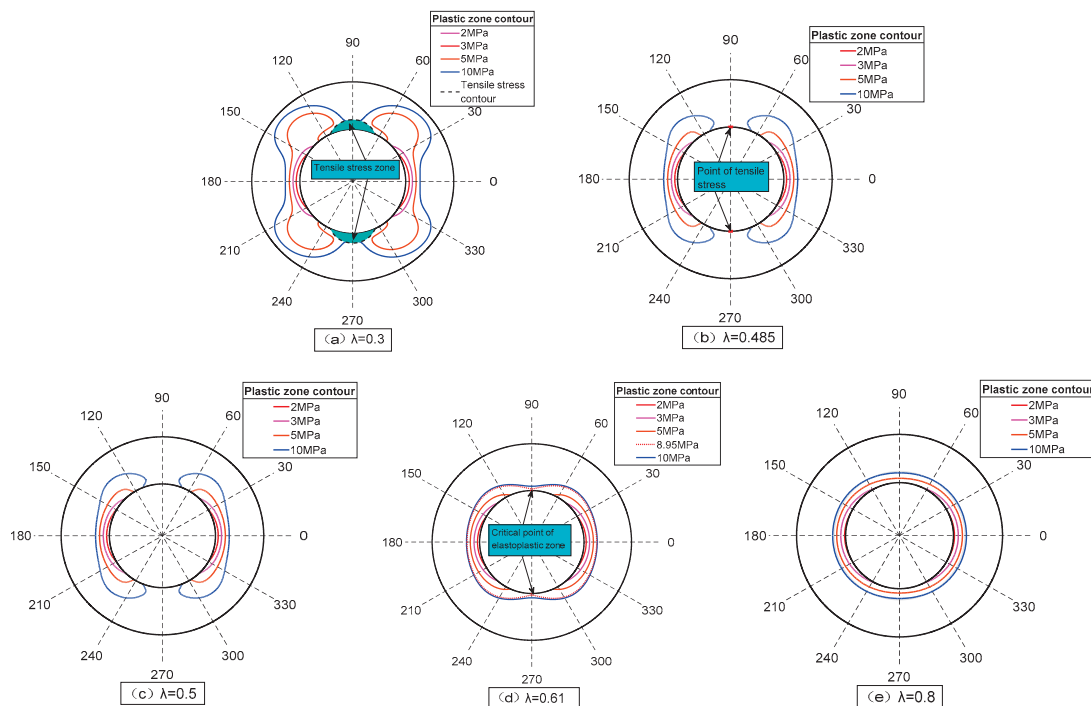 Plastic zone contour
2MPa
3MPa
5MPa
10MPa
Tensile stress
contour
90
60
30
0
330
300
270
240
210
180
150
120
Tensile stress zone
(a) λ=0.3
Plastic zone contour
2MPa
3MPa
5MPa
10MPa
90
60
30
0
330
300
270
240
210
180
150
120
Point of tensile
stress
(b) λ=0.485
Plastic zone contour
2MPa
3MPa
5MPa
10MPa
90
60
30
0
330
300
270
240
210
180
150
120
(c) λ=0.5
Plastic zone contour
2MPa
3MPa
5MPa
8.95MPa
10MPa
90
60
30
0
330
300
270
240
210
180
150
120
Critical point of
elastoplastic zone
(d) λ=0.61
Plastic zone contour
2MPa
3MPa
5MPa
10MPa
90
60
30
0
330
300
270
240
210
180
150
120
(e) λ=0.8